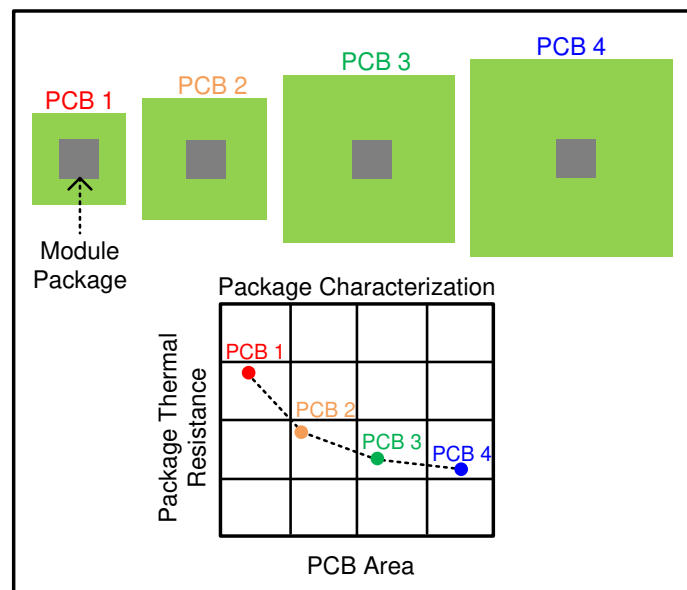 PCB 1
PCB 2
PCB 3
PCB 4
Module
Package
Package Characterization
Package Thermal
Resistance
PCB 1
PCB 2
PCB 3
PCB 4
PCB Area